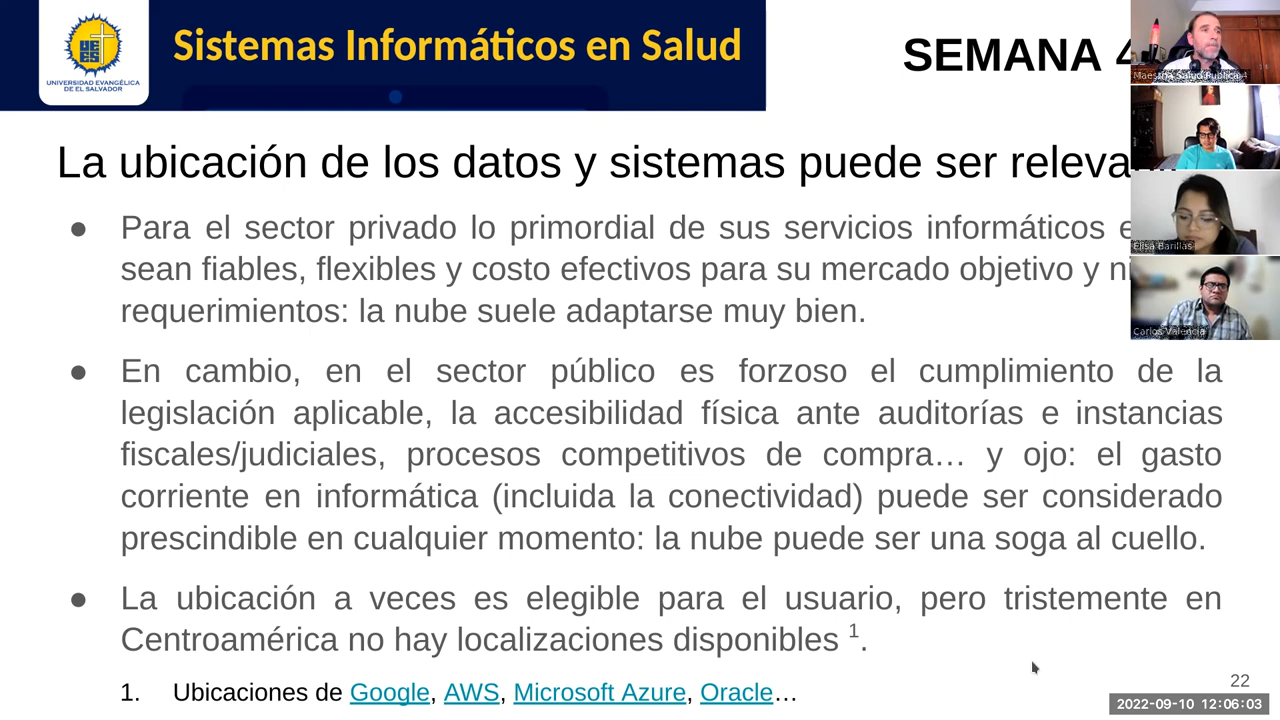 UNIVERSIDAD EVANGÉLICA
DE EL SALVADOR
Sistemas Informáticos en Salud
SEMANA 4
La ubicación de los datos y sistemas puede ser
Para el sector privado lo primordial de sus servicios informáticos
sean fiables, flexibles y costo efectivos para su mercado objetivo y
requerimientos: la nube suele adaptarse muy bien.
En cambio, en el sector público es forzoso el cumplimiento de la
legislación aplicable, la accesibilidad física ante auditorías e instancias
fiscales/judiciales, procesos competitivos de compra… y ojo: el gasto
corriente en informática (incluida la conectividad) puede ser considerado
prescindible en cualquier momento: la nube puede ser una soga al cuello.
La ubicación a veces es elegible para el usuario, pero tristemente en
Centroamérica no hay localizaciones disponibles 1.
1. Ubicaciones de Google, AWS, Microsoft Azure, Oracle…
22
Maestría Salud Publica 4
Elisa Barillas
Carlos Valencia
2022-09-10 12:06:03